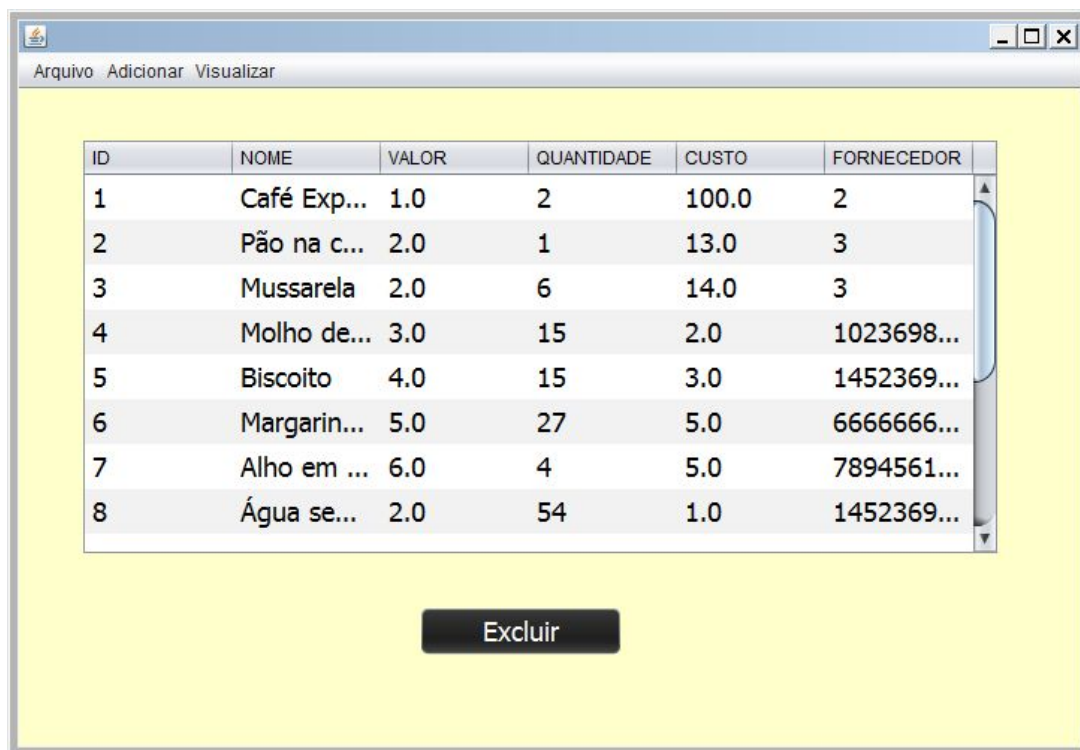 Arquivo Adicionar Visualizar
ID NOME VALOR QUANTIDADE CUSTO FORNECEDOR
1 Café Exp... 1.0 2 100.0 2
2 Pão na c... 2.0 1 13.0 3
3 Mussarela 2.0 6 14.0 3
4 Molho de... 3.0 15 2.0 1023698...
5 Biscoito 4.0 15 3.0 1452369...
6 Margarin... 5.0 27 5.0 6666666...
7 Alho em ... 6.0 4 5.0 7894561...
8 Água se... 2.0 54 1.0 1452369...
Excluir